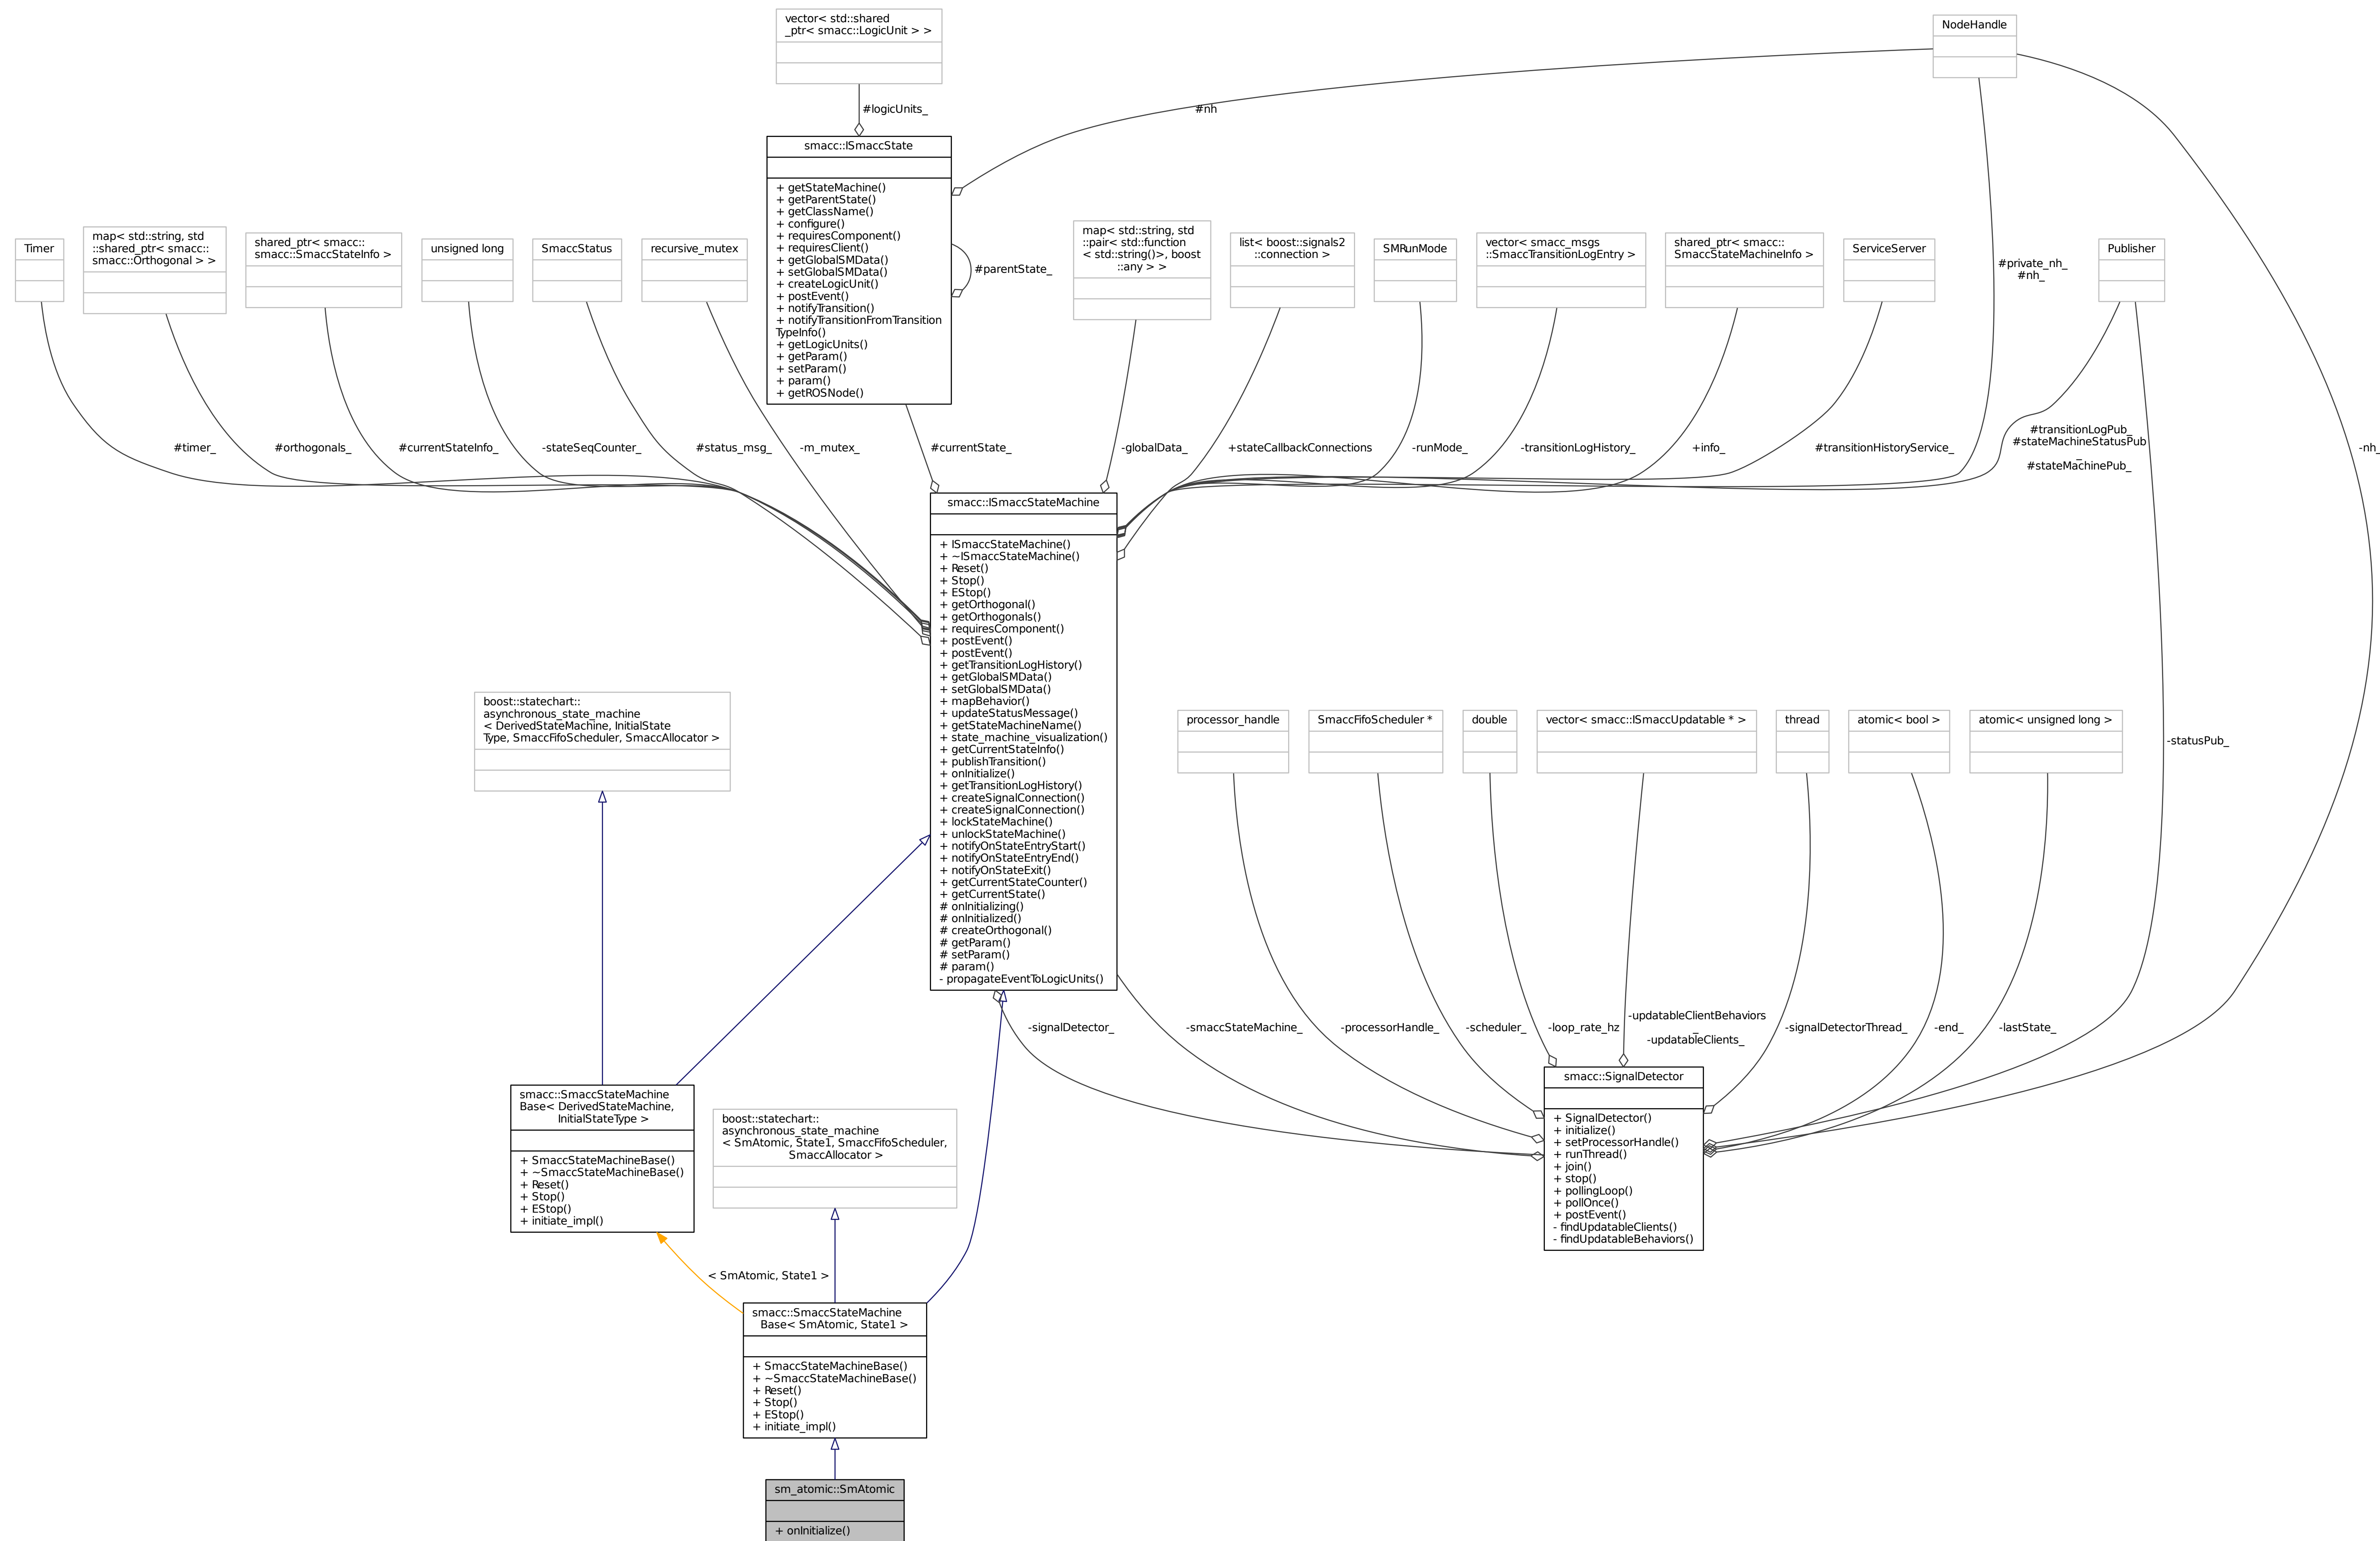 vector< std::shared
_ptr< smacc::LogicUnit > >
NodeHandle
#logicUnits_
#nh
smacc::ISmaccState
+ getStateMachine()
+ getParentState()
+ getClassName()
+ configure()
+ requiresComponent()
+ requiresClient()
+ getGlobalSMData()
+ setGlobalSMData()
+ createLogicUnit()
+ postEvent()
+ notifyTransition()
+ notifyTransitionFromTransition
TypeInfo()
+ getLogicUnits()
+ getParam()
+ setParam()
+ param()
+ getROSNode()
#parentState_
Timer
map< std::string, std
::shared_ptr< smacc::
smacc::Orthogonal > >
shared_ptr< smacc::
smacc::SmaccStateInfo >
unsigned long
SmaccStatus
recursive_mutex
map< std::string, std
::pair< std::function
< std::string()>, boost
::any > >
list< boost::signals2
::connection >
SMRunMode
vector< smacc_msgs
::SmaccTransitionLogEntry >
shared_ptr< smacc::
SmaccStateMachineInfo >
ServiceServer
#private_nh_
#nh_
Publisher
#timer_
#orthogonals_
#currentStateInfo_
-stateSeqCounter_
#status_msg_
-m_mutex_
#currentState_
-globalData_
+stateCallbackConnections
-runMode_
-transitionLogHistory_
+info_
#transitionHistoryService_
#transitionLogPub_
#stateMachineStatusPub
_
#stateMachinePub_
-nh_
smacc::ISmaccStateMachine
+ ISmaccStateMachine()
+ ~ISmaccStateMachine()
+ Reset()
+ Stop()
+ EStop()
+ getOrthogonal()
+ getOrthogonals()
+ requiresComponent()
+ postEvent()
+ postEvent()
+ getTransitionLogHistory()
+ getGlobalSMData()
+ setGlobalSMData()
+ mapBehavior()
+ updateStatusMessage()
+ getStateMachineName()
+ state_machine_visualization()
+ getCurrentStateInfo()
+ publishTransition()
+ onInitialize()
+ getTransitionLogHistory()
+ createSignalConnection()
+ createSignalConnection()
+ lockStateMachine()
+ unlockStateMachine()
+ notifyOnStateEntryStart()
+ notifyOnStateEntryEnd()
+ notifyOnStateExit()
+ getCurrentStateCounter()
+ getCurrentState()
# onInitializing()
# onInitialized()
# createOrthogonal()
# getParam()
# setParam()
# param()
- propagateEventToLogicUnits()
boost::statechart::
asynchronous_state_machine
< DerivedStateMachine, InitialState
Type, SmaccFifoScheduler, SmaccAllocator >
processor_handle
SmaccFifoScheduler *
double
vector< smacc::ISmaccUpdatable * >
thread
atomic< bool >
atomic< unsigned long >
-statusPub_
-signalDetector_
-smaccStateMachine_
-processorHandle_
-scheduler_
-loop_rate_hz
-updatableClientBehaviors
_
-updatableClients_
-signalDetectorThread_
-end_
-lastState_
smacc::SignalDetector
+ SignalDetector()
+ initialize()
+ setProcessorHandle()
+ runThread()
+ join()
+ stop()
+ pollingLoop()
+ pollOnce()
+ postEvent()
- findUpdatableClients()
- findUpdatableBehaviors()
smacc::SmaccStateMachine
Base< DerivedStateMachine,
InitialStateType >
+ SmaccStateMachineBase()
+ ~SmaccStateMachineBase()
+ Reset()
+ Stop()
+ EStop()
+ initiate_impl()
boost::statechart::
asynchronous_state_machine
< SmAtomic, State1, SmaccFifoScheduler,
SmaccAllocator >
< SmAtomic, State1 >
smacc::SmaccStateMachine
Base< SmAtomic, State1 >
+ SmaccStateMachineBase()
+ ~SmaccStateMachineBase()
+ Reset()
+ Stop()
+ EStop()
+ initiate_impl()
sm_atomic::SmAtomic
+ onInitialize()